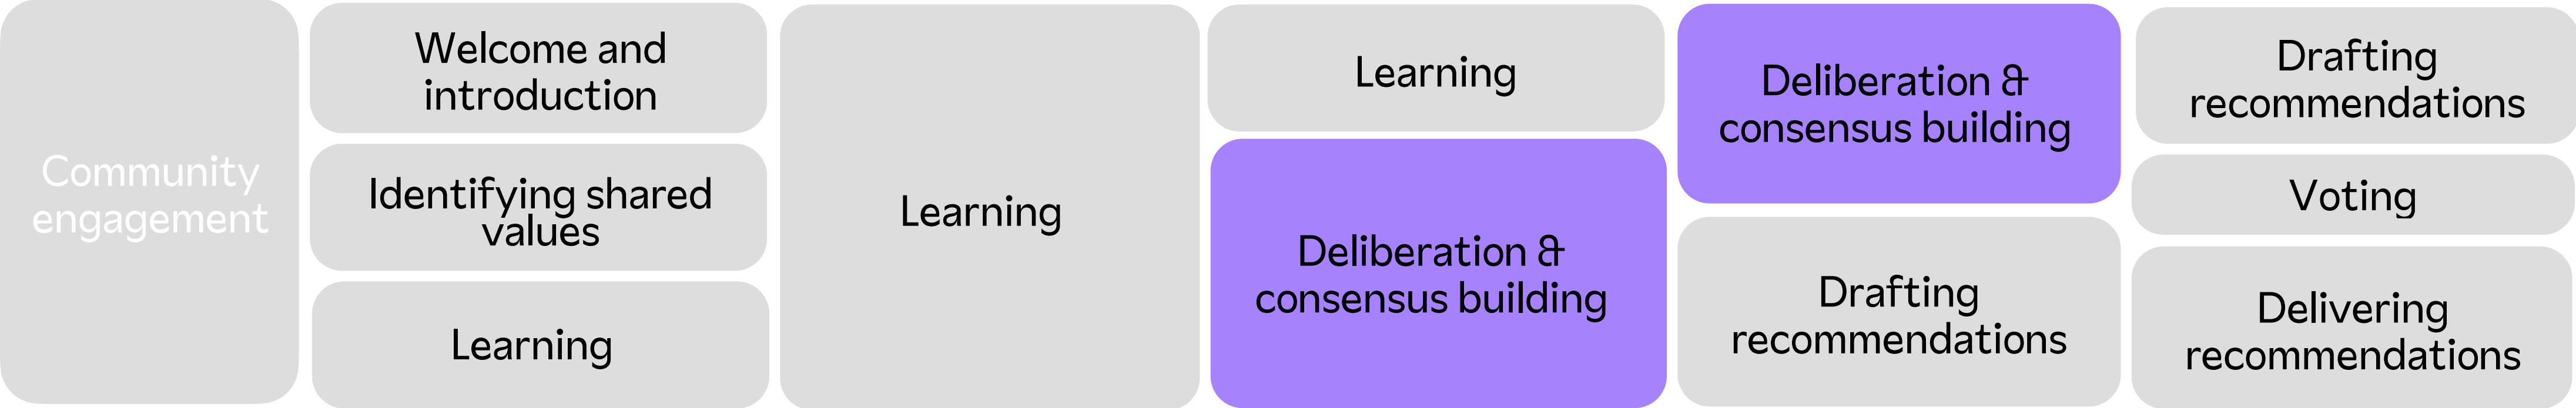 Community
engagement
Welcome and
introduction
Identifying shared
values
Learning
Learning
Learning
Deliberation &
consensus building
Deliberation &
consensus building
Drafting
recommendations
Drafting
recommendations
Voting
Delivering
recommendations